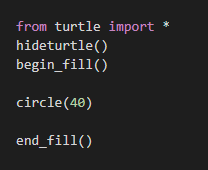 from turtle import *
hideturtle()
begin_fill()
circle(40)
end_fill()